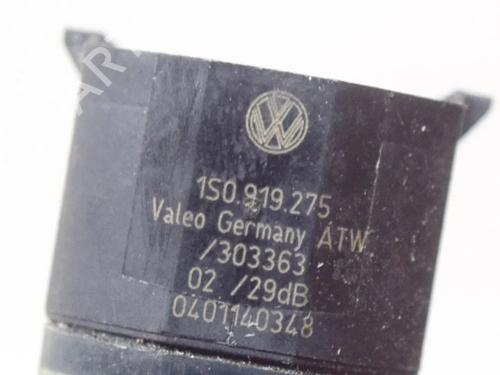 1S0.919.275
Valeo Germany ATW
/303363
02 /29dB
0401140348